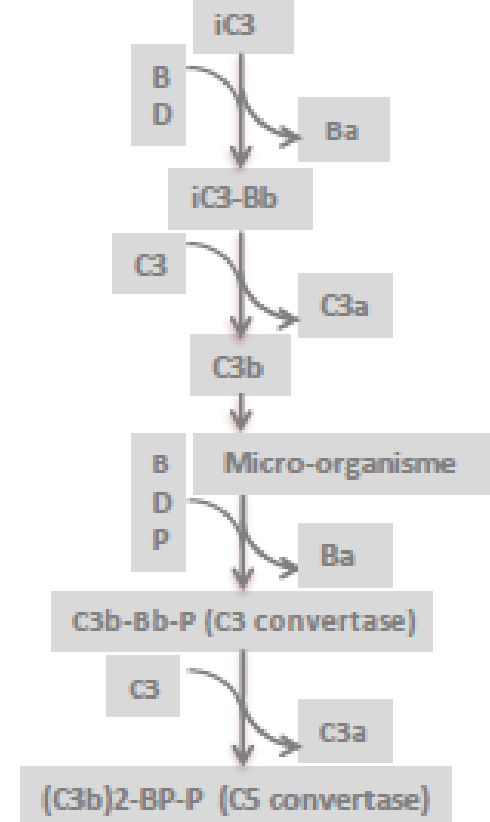 iC3
B
D
Ba
iC3-Bb
C3
C3a
C3b
B
D
P
Micro-organisme
Ba
C3b-Bb-P (C3 convertase)
C3
C3a
(C3b)2-BP-P (C5 convertase)